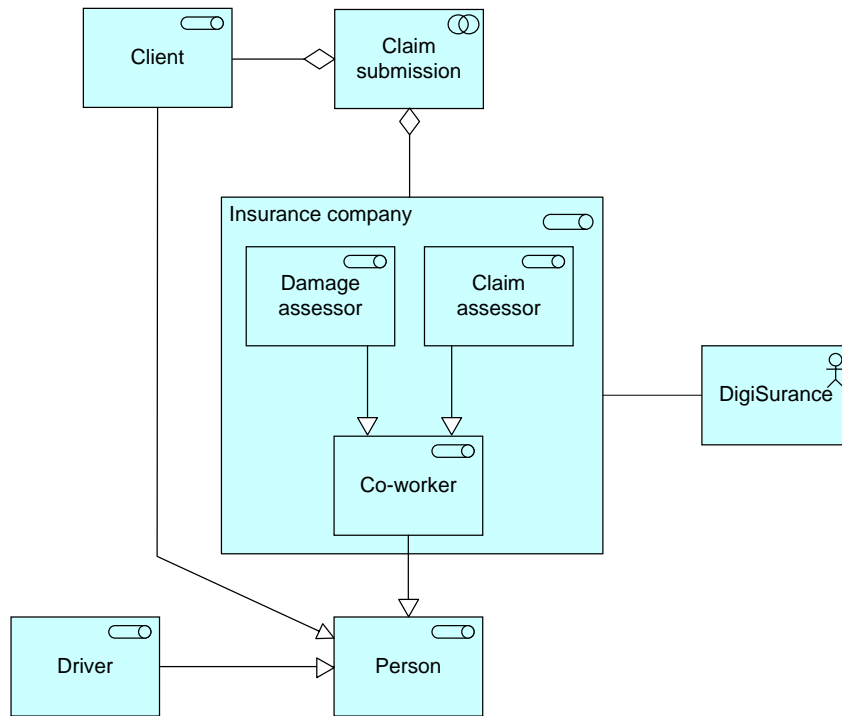 Client
Claim
submission
Insurance company
Damage
assessor
Claim
assessor
DigiSurance
Co-worker
Driver
Person